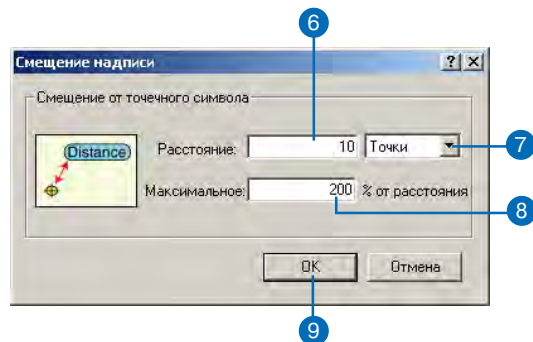 6
Смещение надписи ? ×
Смещение от точечного символа
Distance
Расстояние: 10 Точки 7
Максимальное: 200 % от расстояния
8
OK Отмена
9